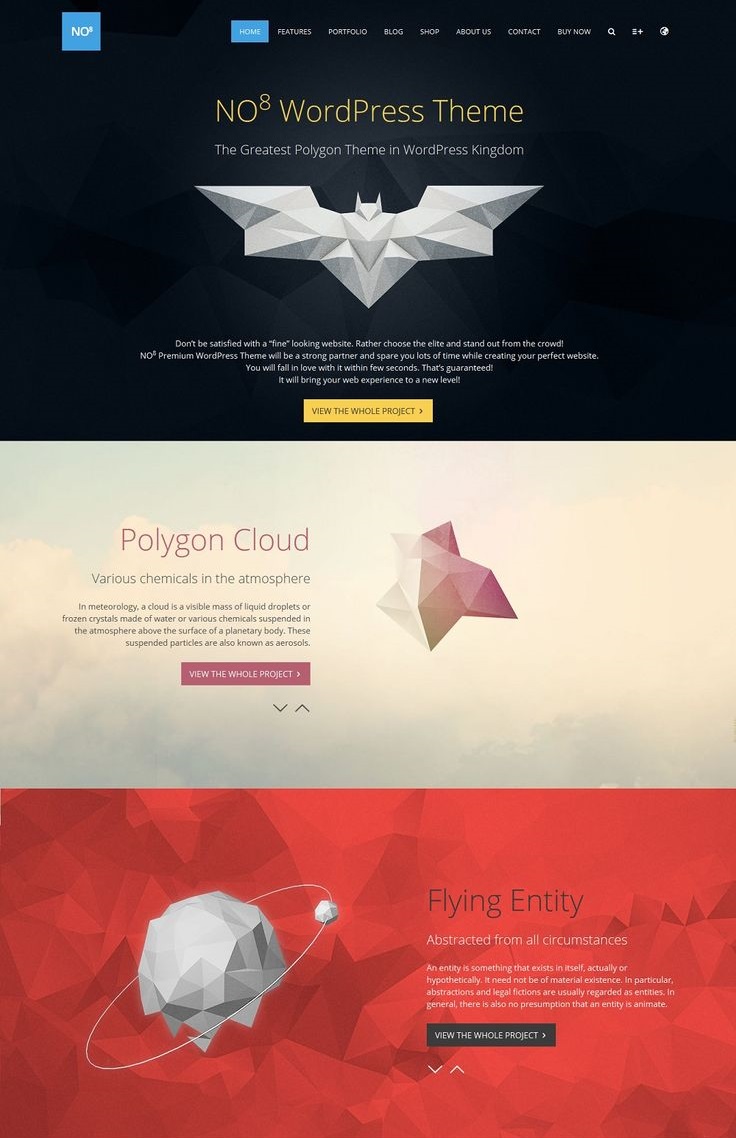 NO⁸
HOME FEATURES PORTFOLIO BLOG SHOP ABOUT US CONTACT BUY NOW
NO⁸ WordPress Theme
The Greatest Polygon Theme in WordPress Kingdom
Don't be satisfied with a "fine" looking website. Rather choose the elite and stand out from the crowd!
NO⁸ Premium WordPress Theme will be a strong partner and spare you lots of time while creating your perfect website.
You will fall in love with it within few seconds. That's guaranteed!
It will bring your web experience to a new level!
VIEW THE WHOLE PROJECT
Polygon Cloud
Various chemicals in the atmosphere
In meteorology, a cloud is a visible mass of liquid droplets or
frozen crystals made of water or various chemicals suspended in
the atmosphere above the surface of a planetary body. These
suspended particles are also known as aerosols.
VIEW THE WHOLE PROJECT
Flying Entity
Abstracted from all circumstances
An entity is something that exists in itself, actually or
hypothetically. It need not be of material existence. In particular,
abstractions and legal fictions are usually regarded as entities. In
general, there is also no presumption that an entity is animate.
VIEW THE WHOLE PROJECT